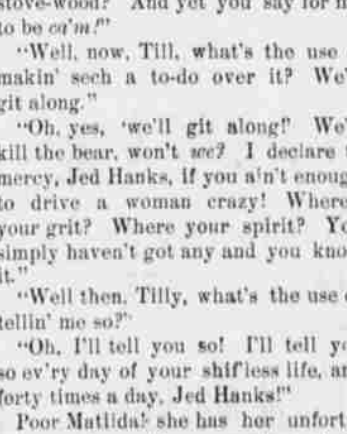 stove-wood? And yet you say for m
to be ca'm!"
"Well, now, Till, what's the use
makin' sech a to-do over it? We'
git along."
"Oh, yes, 'we'll git along!' We'
kill the bear, won't we? I declare
mercy, Jed Hanks, if you ain't enoug
to drive a woman crazy! Where
your grit? Where your spirit? Yo
simply haven't got any and you kno
it."
"Well then, Tilly, what's the use
tellin' me so?"
"Oh, I'll tell you so! I'll tell yo
so ev'ry day of your shif'less life, an
forty times a day, Jed Hanks!"
Poor Matilda! she has her unfort